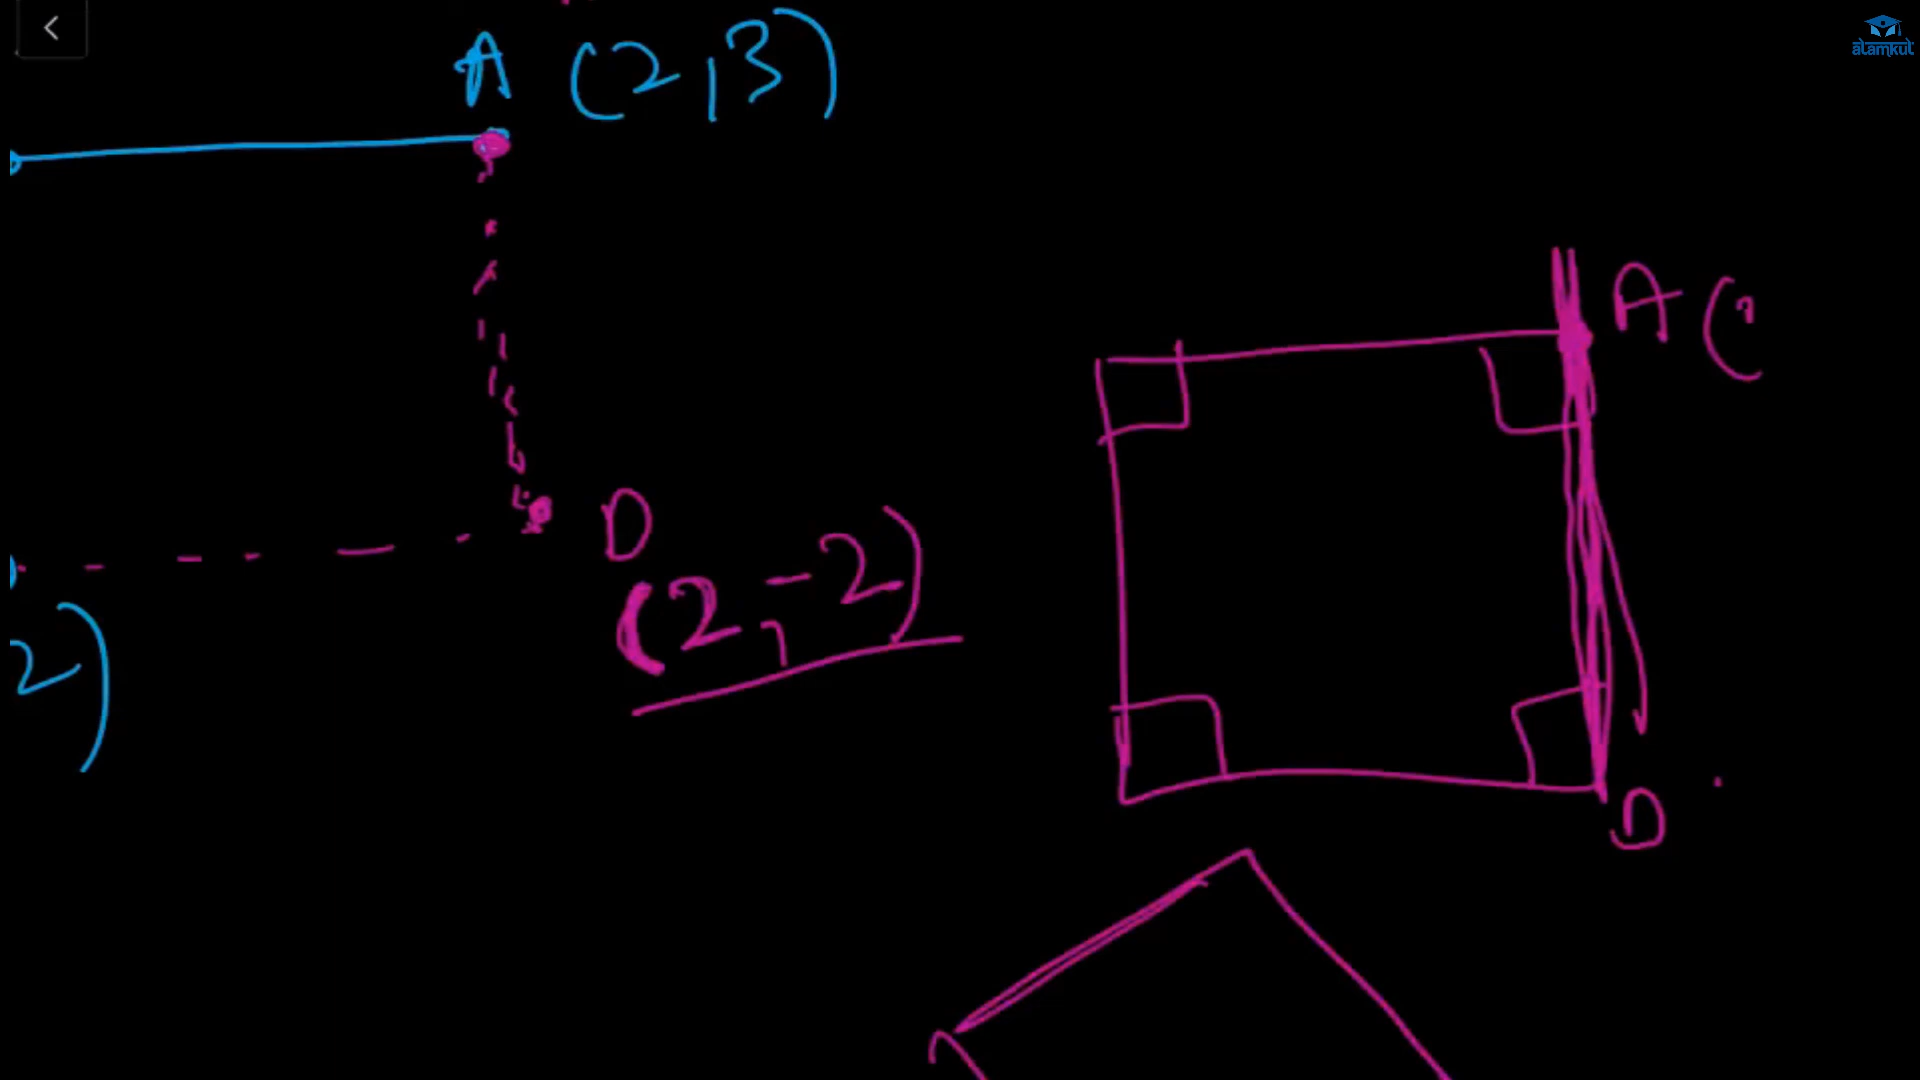 alamkul
A (2,3)
A (
D
(2,-2)
2)
D